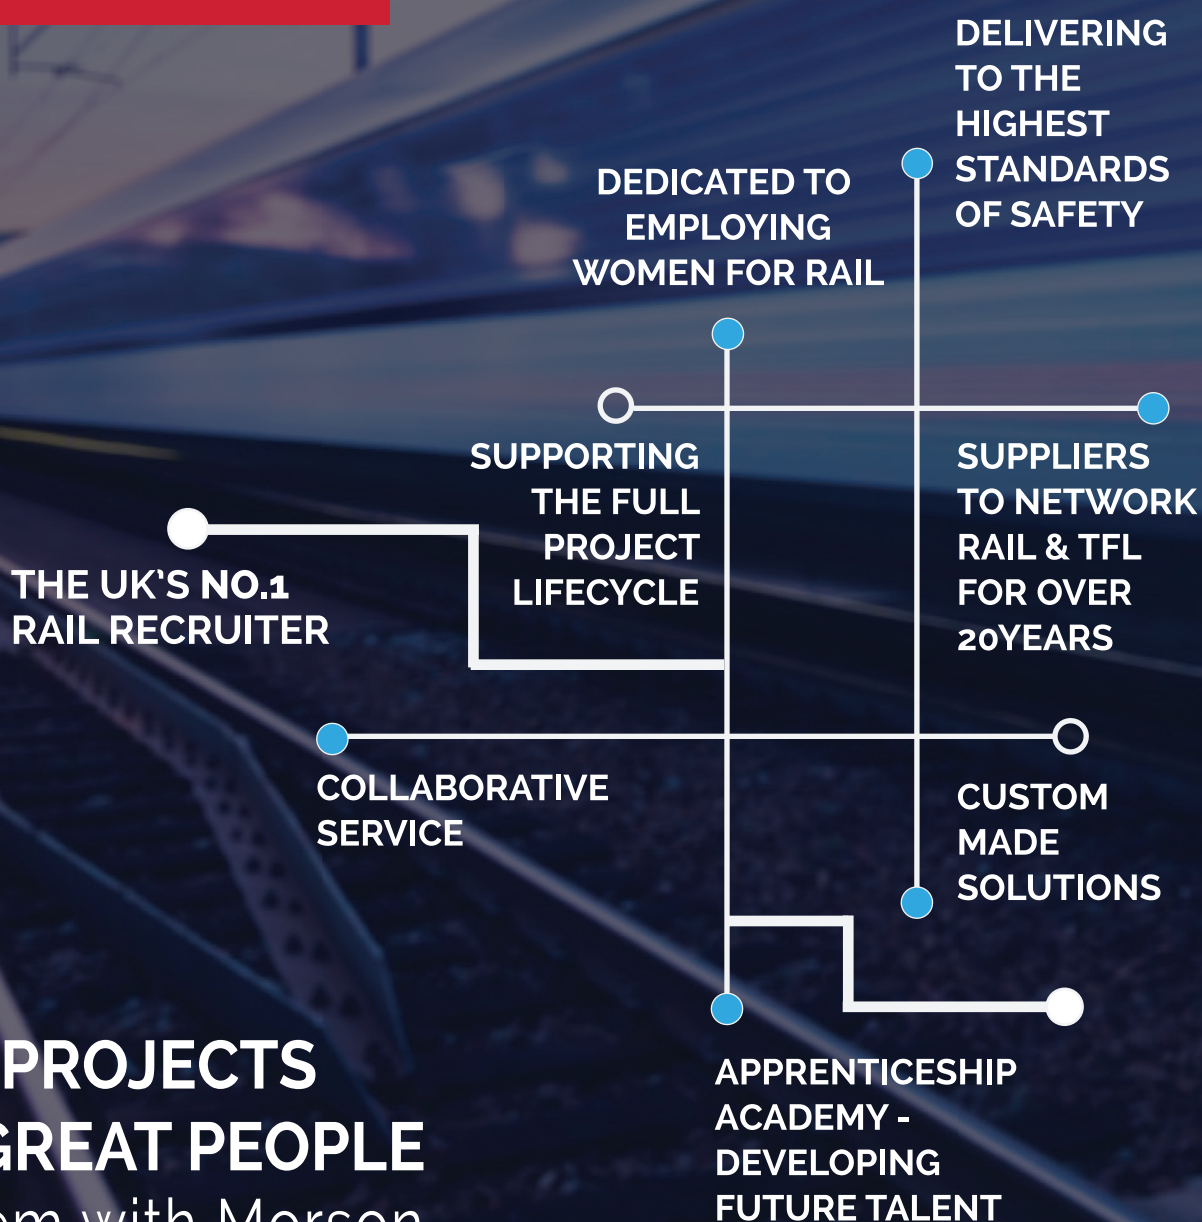 DELIVERING
TO THE
HIGHEST
STANDARDS
OF SAFETY
DEDICATED TO
EMPLOYING
WOMEN FOR RAIL
SUPPORTING
THE FULL
PROJECT
LIFECYCLE
SUPPLIERS
TO NETWORK
RAIL & TFL
FOR OVER
20YEARS
THE UK'S NO.1
RAIL RECRUITER
COLLABORATIVE
SERVICE
CUSTOM
MADE
SOLUTIONS
APPRENTICESHIP
ACADEMY -
DEVELOPING
FUTURE TALENT
PROJECTS
GREAT PEOPLE
with Morson